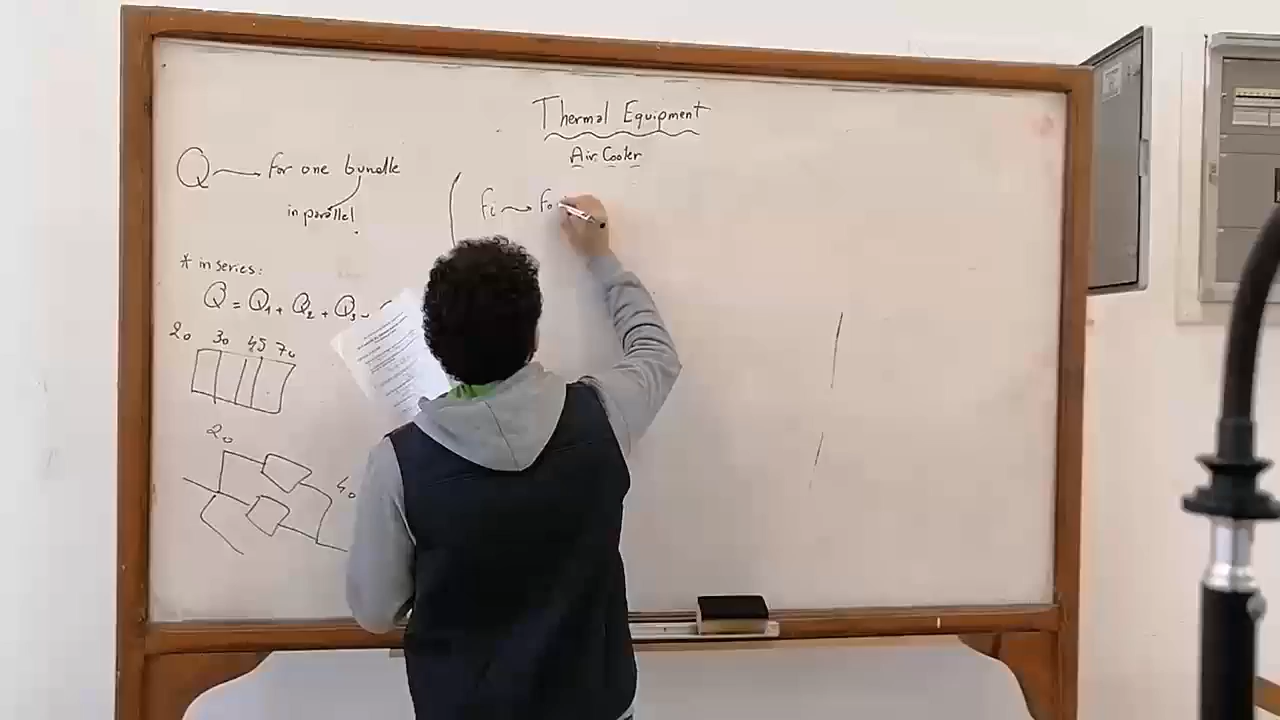 Thermal Equipment
Air Cooler
Q for one bundle
in parallel
* in series:
Q = Q1 + Q2 + Q3
20 30 45 70
20
40
fi fo